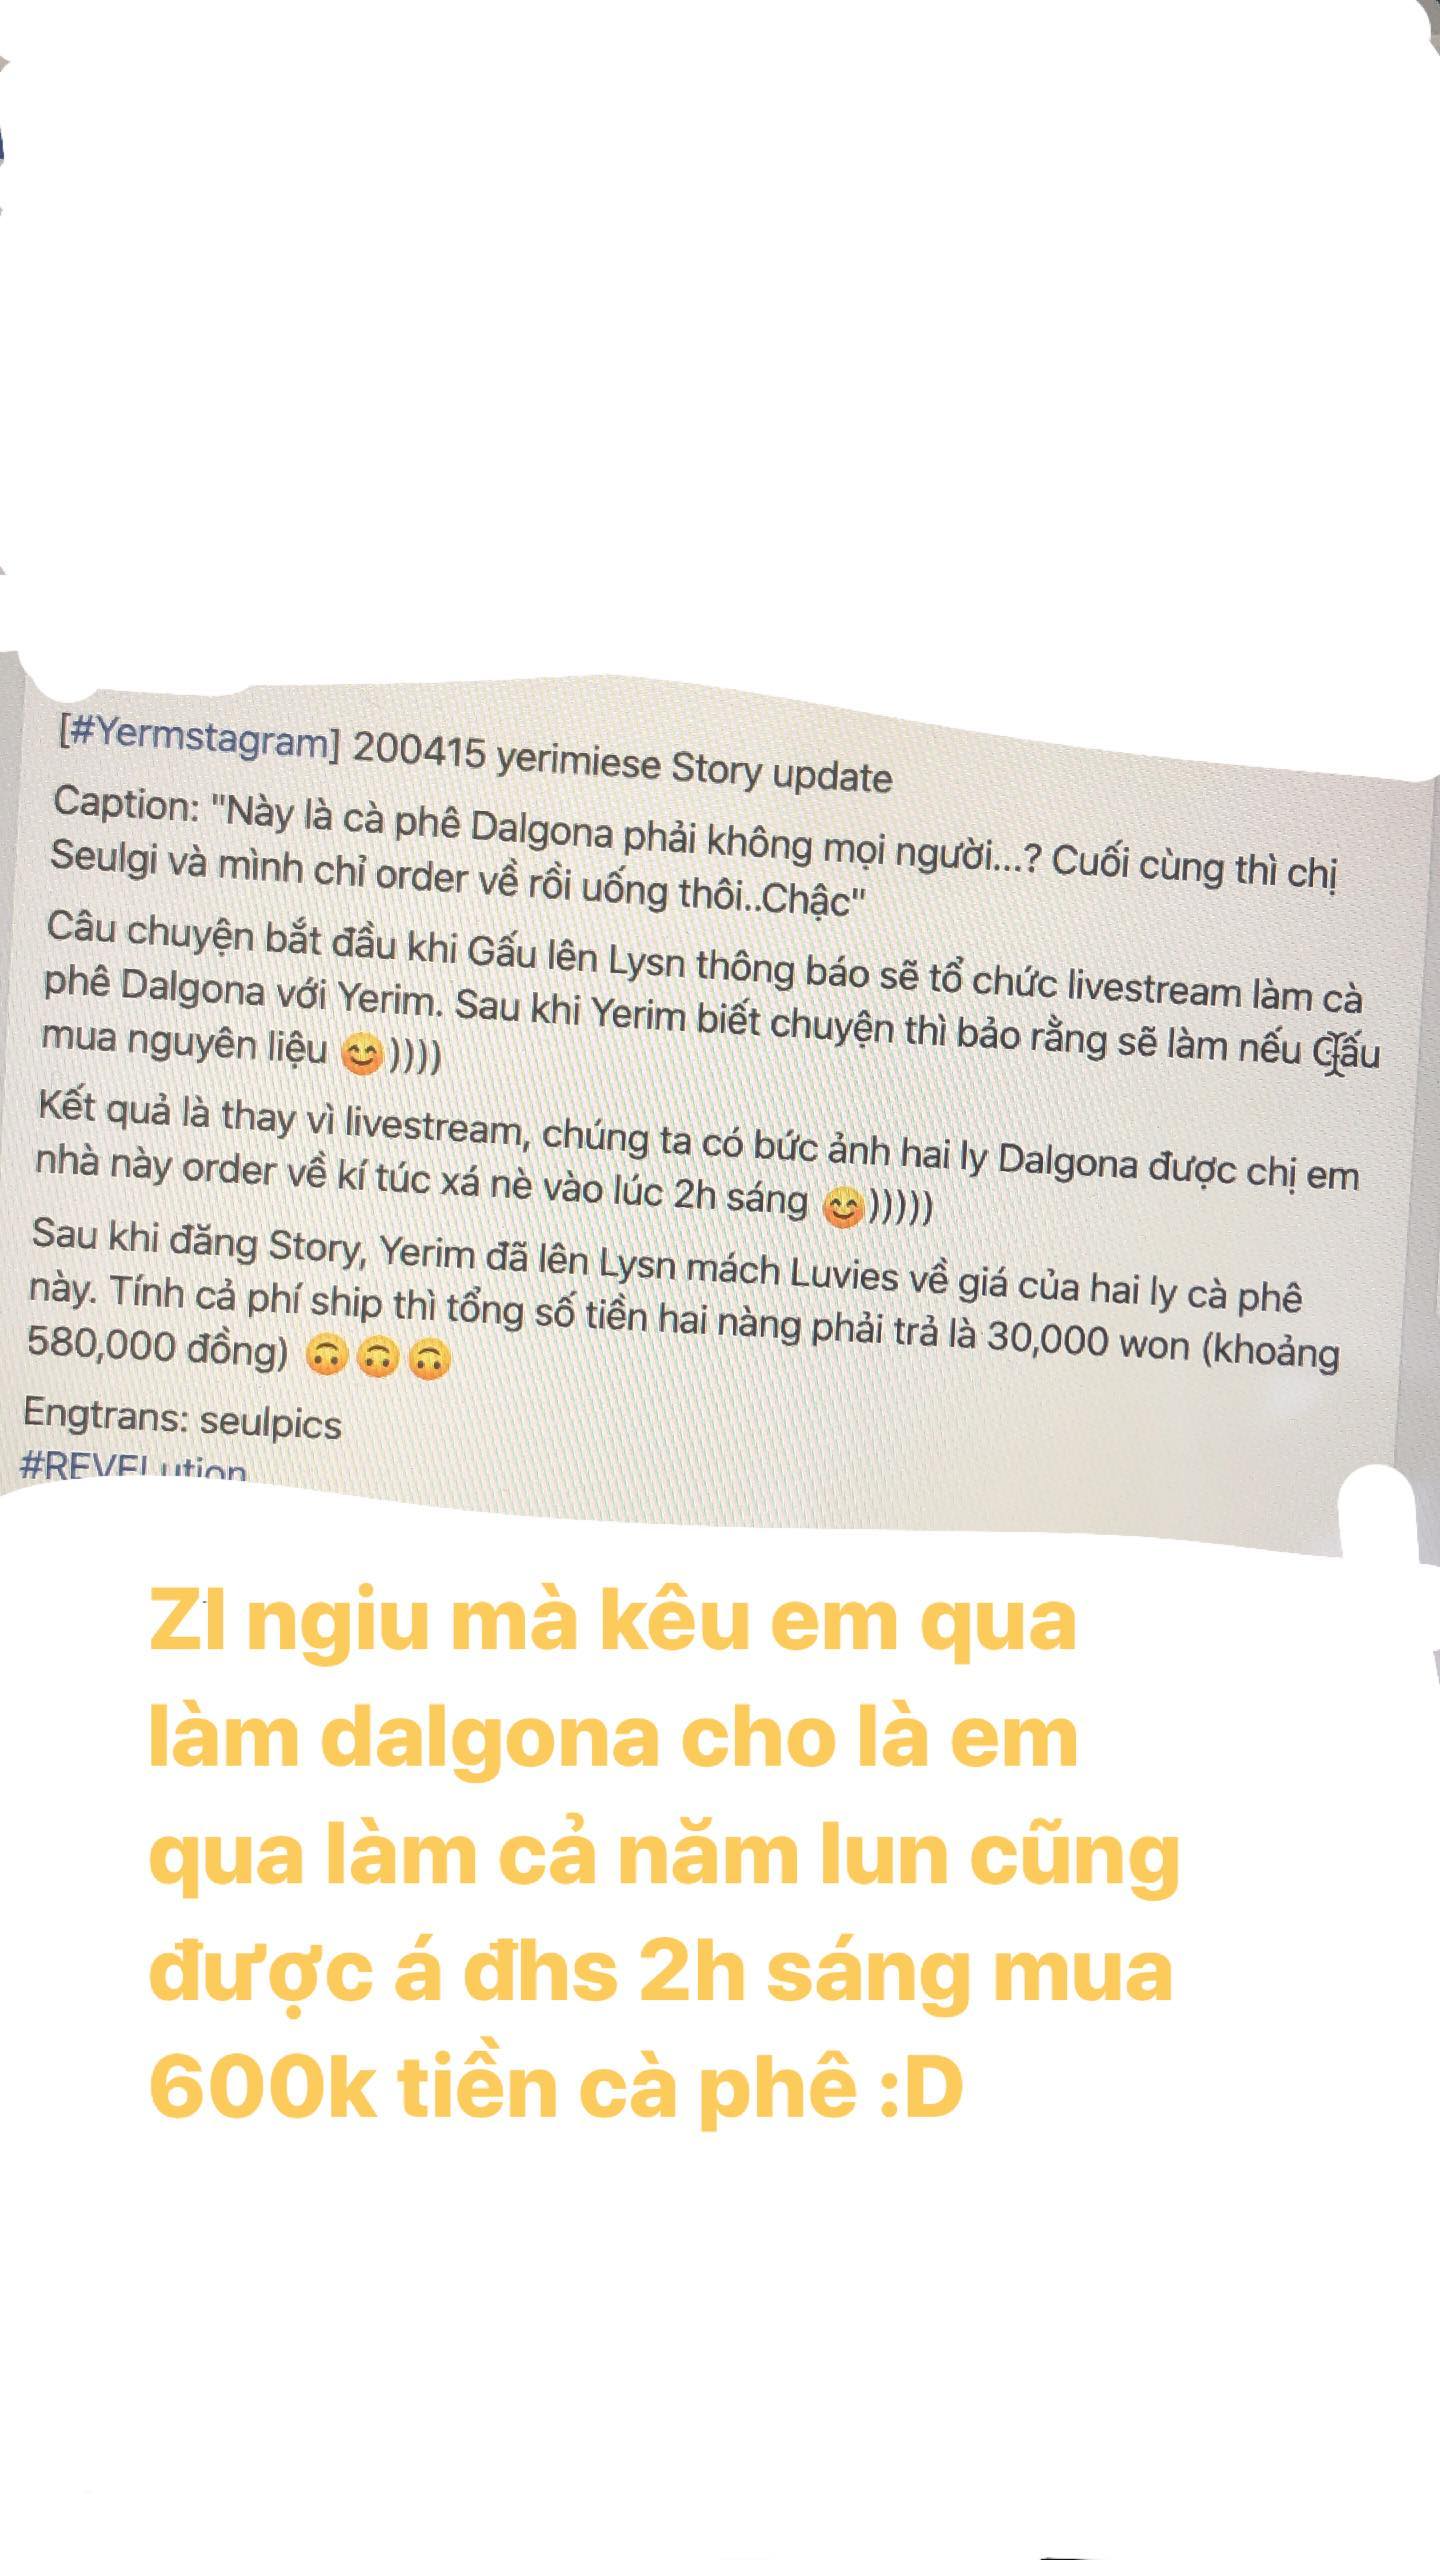 [#Yermstagram] 200415 yerimiese Story update
Caption: "Này là cà phê Dalgona phải không mọi người...? Cuối cùng thì chị
Seulgi và mình chỉ order về rồi uống thôi..Chậc"
Câu chuyện bắt đầu khi Gấu lên Lysn thông báo sẽ tổ chức livestream làm cà
phê Dalgona với Yerim. Sau khi Yerim biết chuyện thì bảo rằng sẽ làm nếu Gấu
mua nguyên liệu 😊))))
Kết quả là thay vì livestream, chúng ta có bức ảnh hai ly Dalgona được chị em
nhà này order về kí túc xá nè vào lúc 2h sáng 😊)))))
Sau khi đăng Story, Yerim đã lên Lysn mách Luvies về giá của hai ly cà phê
này. Tính cả phí ship thì tổng số tiền hai nàng phải trả là 30,000 won (khoảng
580,000 đồng) 🙃🙃🙃
Engtrans: seulpics
#REVELution
Zl ngiu mà kêu em qua
làm dalgona cho là em
qua làm cả năm lun cũng
được á đhs 2h sáng mua
600k tiền cà phê :D